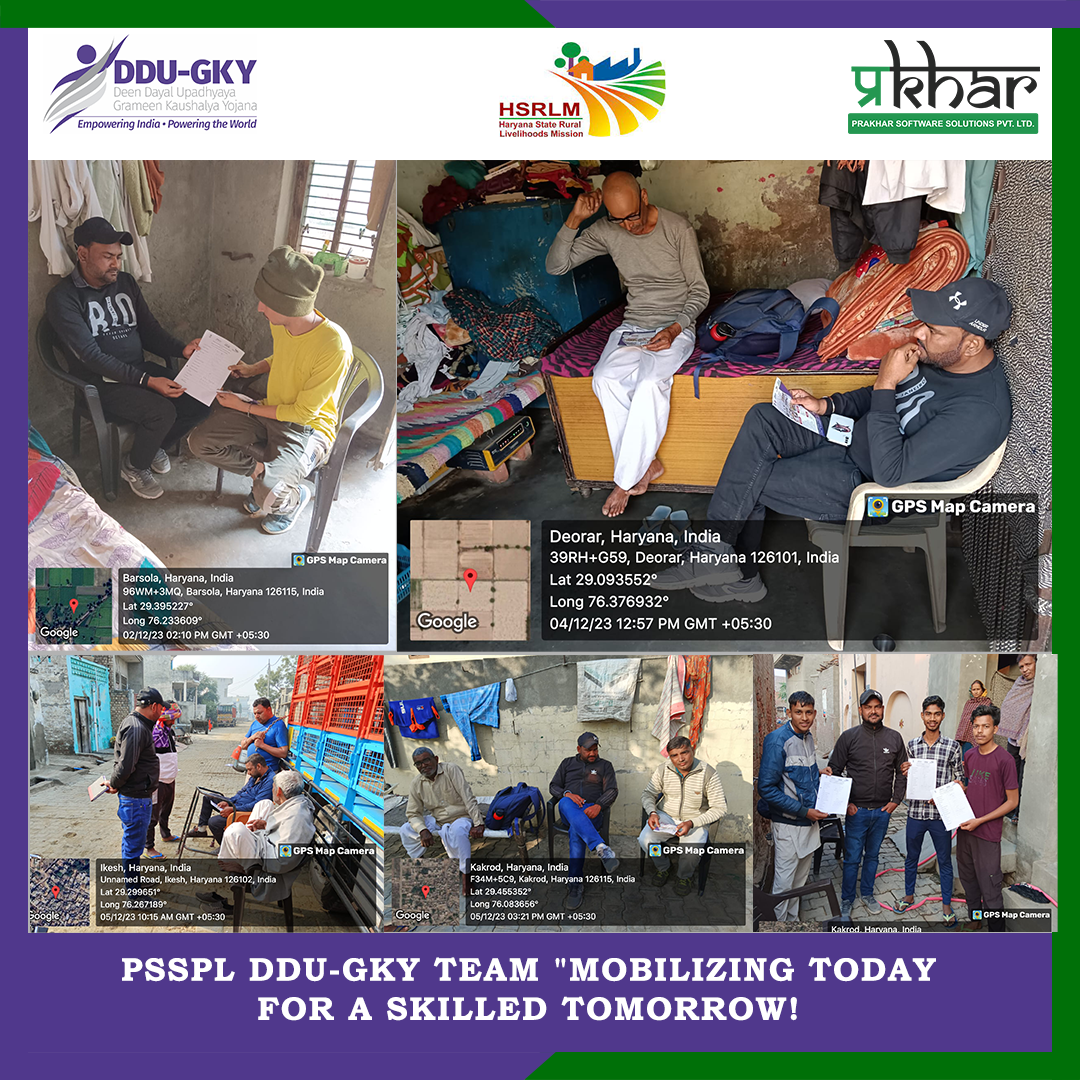 DDU-GKY
Deen Dayal Upadhyaya
Grameen Kaushalya Yojana
Empowering India • Powering the World
HSRLM
Haryana State Rural
Livelihoods Mission
प्रkhar
PRAKHAR SOFTWARE SOLUTIONS PVT. LTD.
RIO
GPS Map Camera
Barsola, Haryana, India
96WM+3MQ, Barsola, Haryana 126115, India
Lat 29.395227°
Long 76.233609°
02/12/23 02:10 PM GMT +05:30
Google
UNDER ARMOUR
GPS Map Camera
Deorar, Haryana, India
39RH+G59, Deorar, Haryana 126101, India
Lat 29.093552°
Long 76.376932°
04/12/23 12:57 PM GMT +05:30
Google
GPS Map Camera
Ikesh, Haryana, India
Unnamed Road, Ikesh, Haryana 126102, India
Lat 29.299651°
Long 76.267189°
05/12/23 10:15 AM GMT +05:30
Google
GPS Map Camera
Kakrod, Haryana, India
F34M+5C9, Kakrod, Haryana 126115, India
Lat 29.455352°
Long 76.083656°
05/12/23 03:21 PM GMT +05:30
Google
GPS Map Camera
Kakrod, Haryana, India
PSSPL DDU-GKY TEAM "MOBILIZING TODAY
FOR A SKILLED TOMORROW!